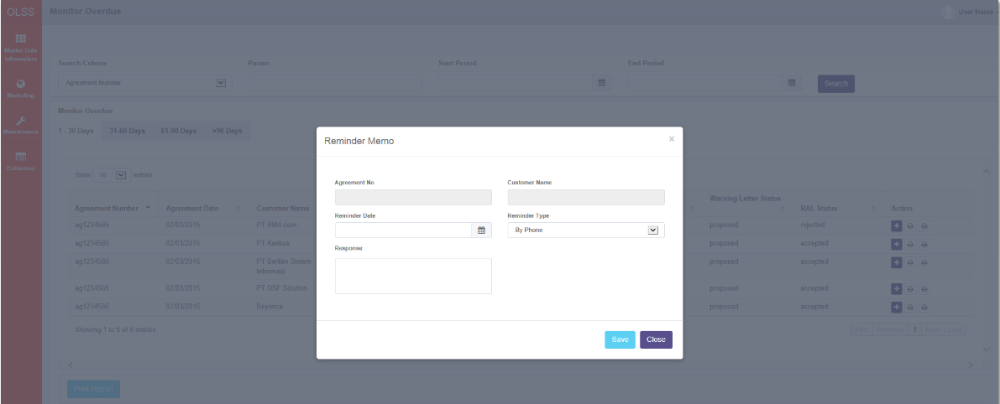 OLSS
Monitor Overdue
User Name
Master Data
Information
Marketing
Maintenance
Collection
Search Criteria
Param
Start Period
End Period
Agreement Number
Search
Monitor Overdue
1 - 30 Days
31-60 Days
61-90 Days
>90 Days
Reminder Memo
×
Agreement No
Customer Name
Reminder Date
Reminder Type
By Phone
Response
Save
Close
Show 10 entries
Agreement Number
Agreement Date
Customer Name
Warning Letter Status
RAL Status
Action
ag1234565 02/03/2015 PT Blibli.com proposed rejected
ag1234565 02/03/2015 PT Kaskus proposed accepted
ag1234565 02/03/2015 PT Berlian Sistem proposed accepted
Informasi
ag1234565 02/03/2015 PT DSF Solution proposed accepted
ag1234565 02/03/2015 Beyonce proposed accepted
Showing 1 to 5 of 5 entries
First Previous 1 Next Last
Print Report